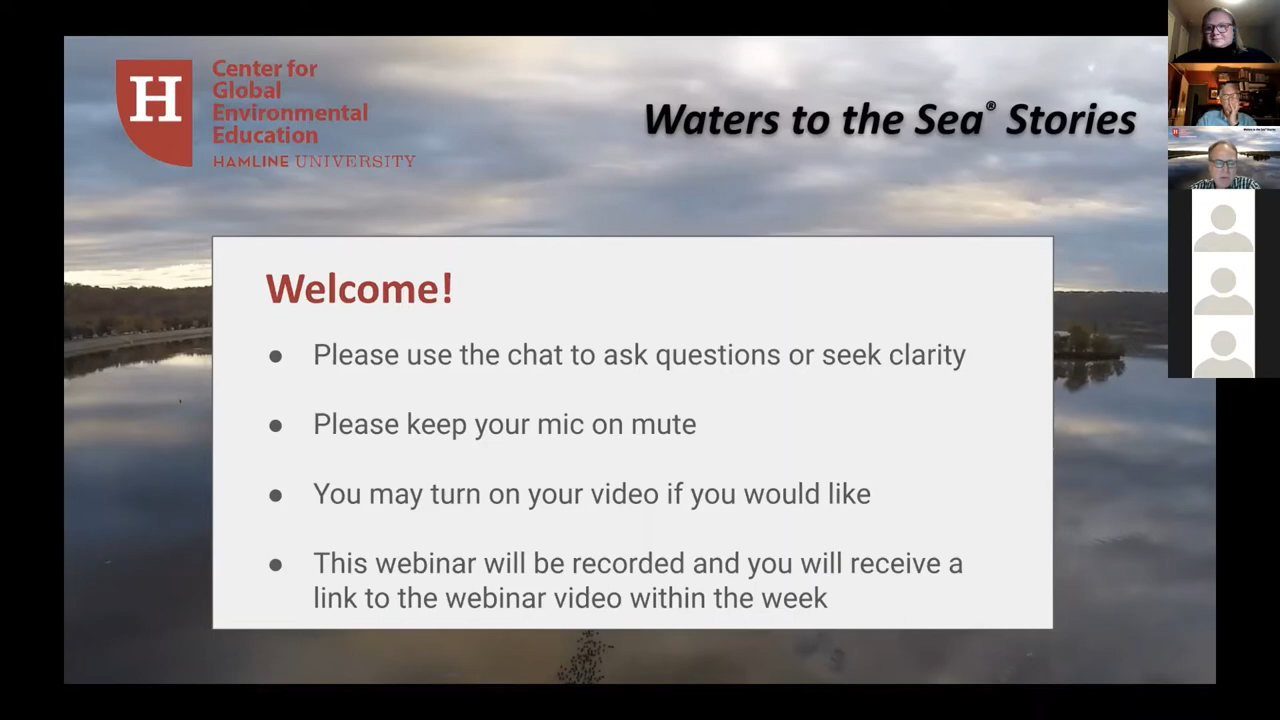 H
Center for
Global
Environmental
Education
HAMLINE UNIVERSITY
Waters to the Sea® Stories
Welcome!
● Please use the chat to ask questions or seek clarity
● Please keep your mic on mute
● You may turn on your video if you would like
● This webinar will be recorded and you will receive a
link to the webinar video within the week